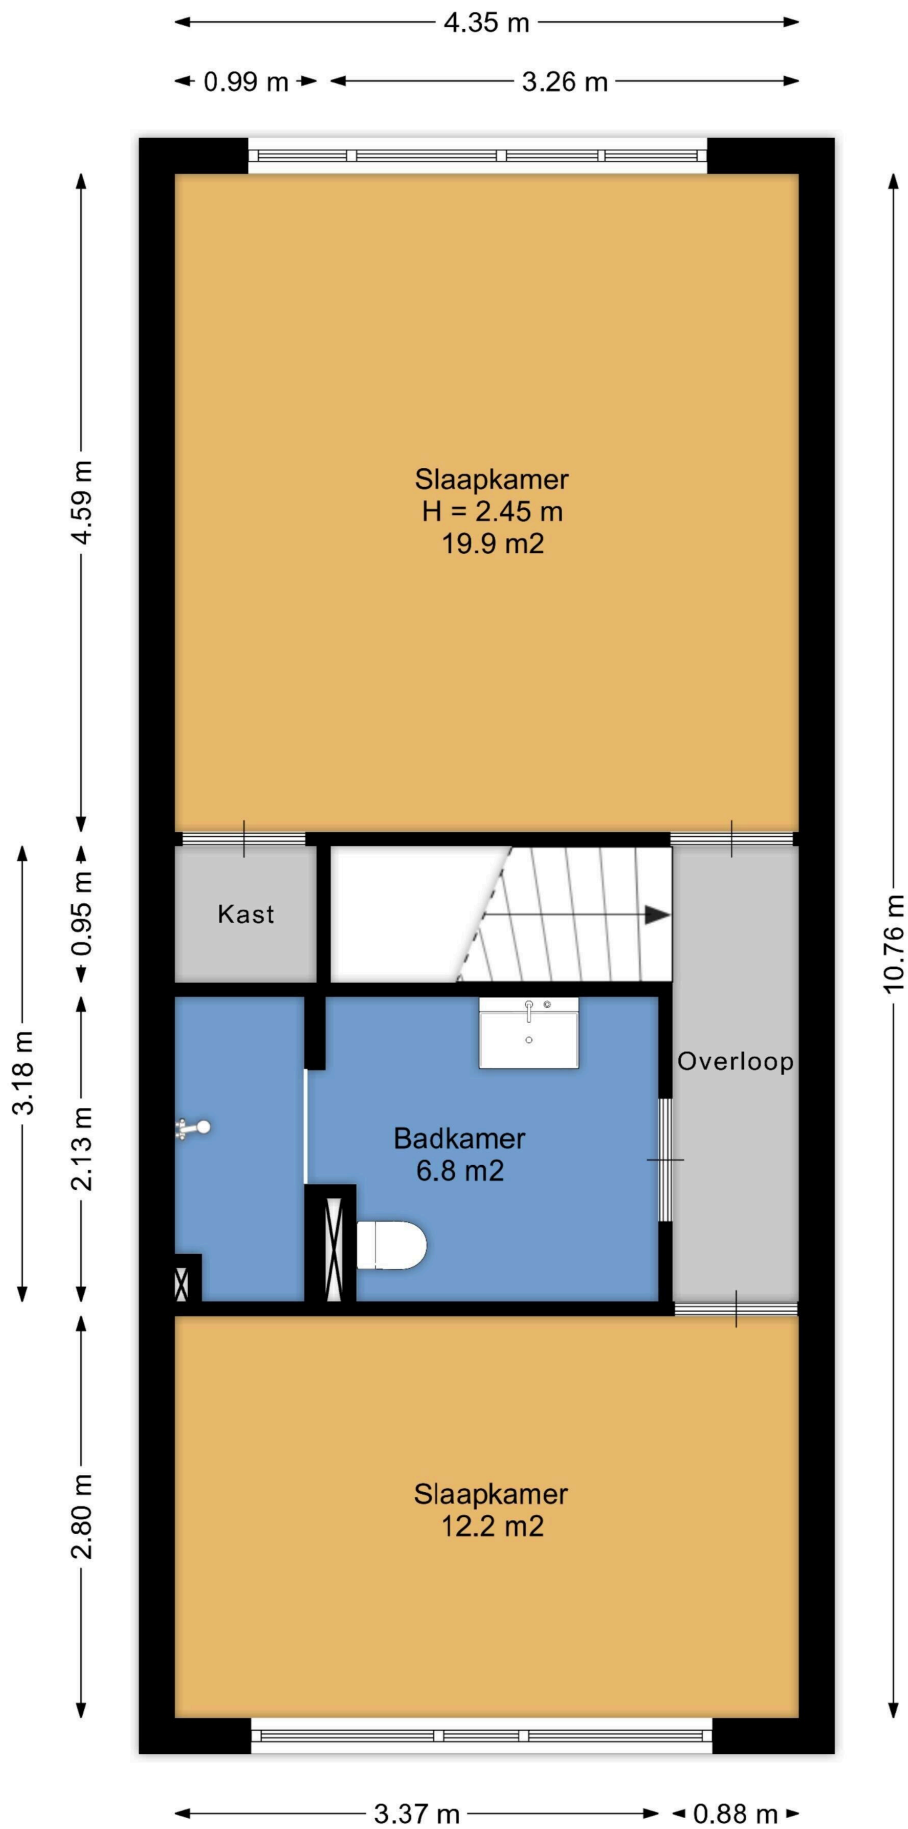 4.35 m
0.99 m
3.26 m
4.59 m
Slaapkamer
H = 2.45 m
19.9 m2
0.95 m
Kast
10.76 m
3.18 m
2.13 m
Overloop
Badkamer
6.8 m2
2.80 m
Slaapkamer
12.2 m2
3.37 m
0.88 m